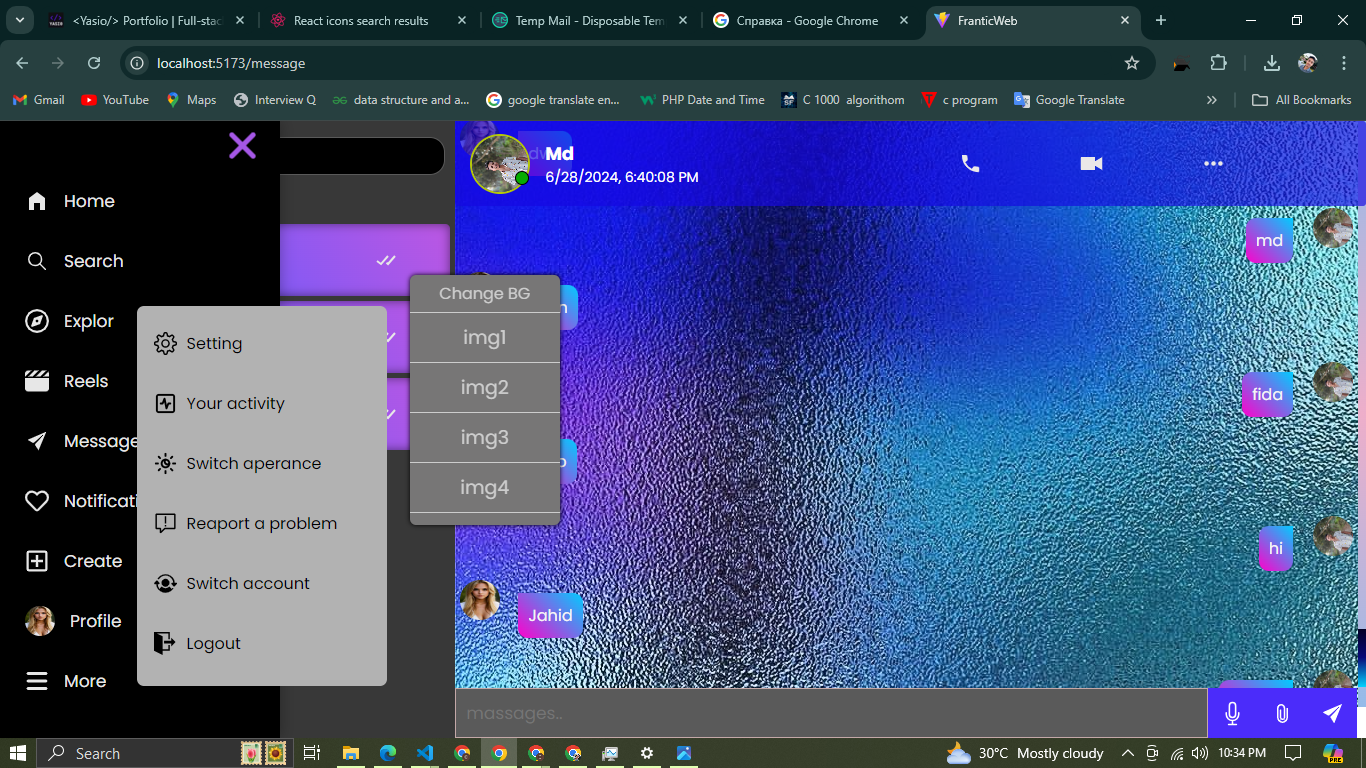 <Yasio/> Portfolio | Full-stac
React icons search results
Temp Mail - Disposable Tem
Справка - Google Chrome
FranticWeb
localhost:5173/message
Gmail
YouTube
Maps
Interview Q
data structure and a...
google translate en...
PHP Date and Time
C 1000 algorithom
c program
Google Translate
All Bookmarks
Home
Search
Explor
Reels
Message
Notificati
Create
Profile
More
Setting
Your activity
Switch aperance
Reaport a problem
Switch account
Logout
Change BG
img1
img2
img3
img4
Md
6/28/2024, 6:40:08 PM
md
fida
hi
Jahid
massages..
Search
30°C Mostly cloudy
10:34 PM
PRE